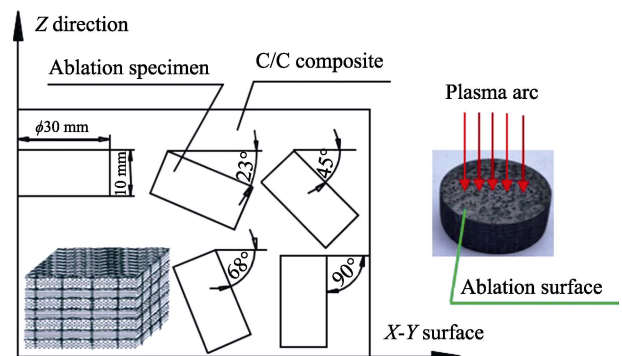 Z direction
Ablation specimen
C/C composite
Plasma arc
ϕ30 mm
10 mm
23°
45°
68°
90°
Ablation surface
X-Y surface